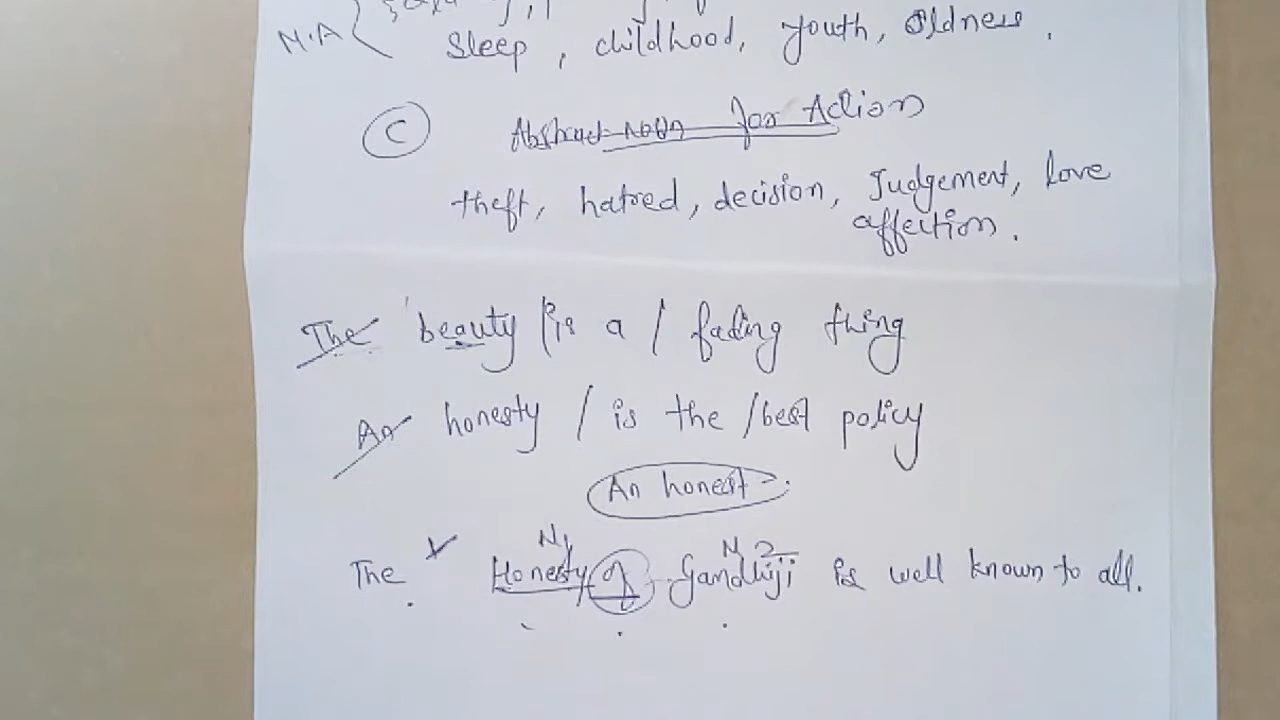 N.A
Sleep, childhood, Youth, Oldness.
C Abstract noun for Action
theft, hatred, decision, Judgement, love
affection.
The beauty / is a / fading thing
An honesty / is the / best policy
An honest
N1 N2
The Honesty of Gandhiji is well known to all.